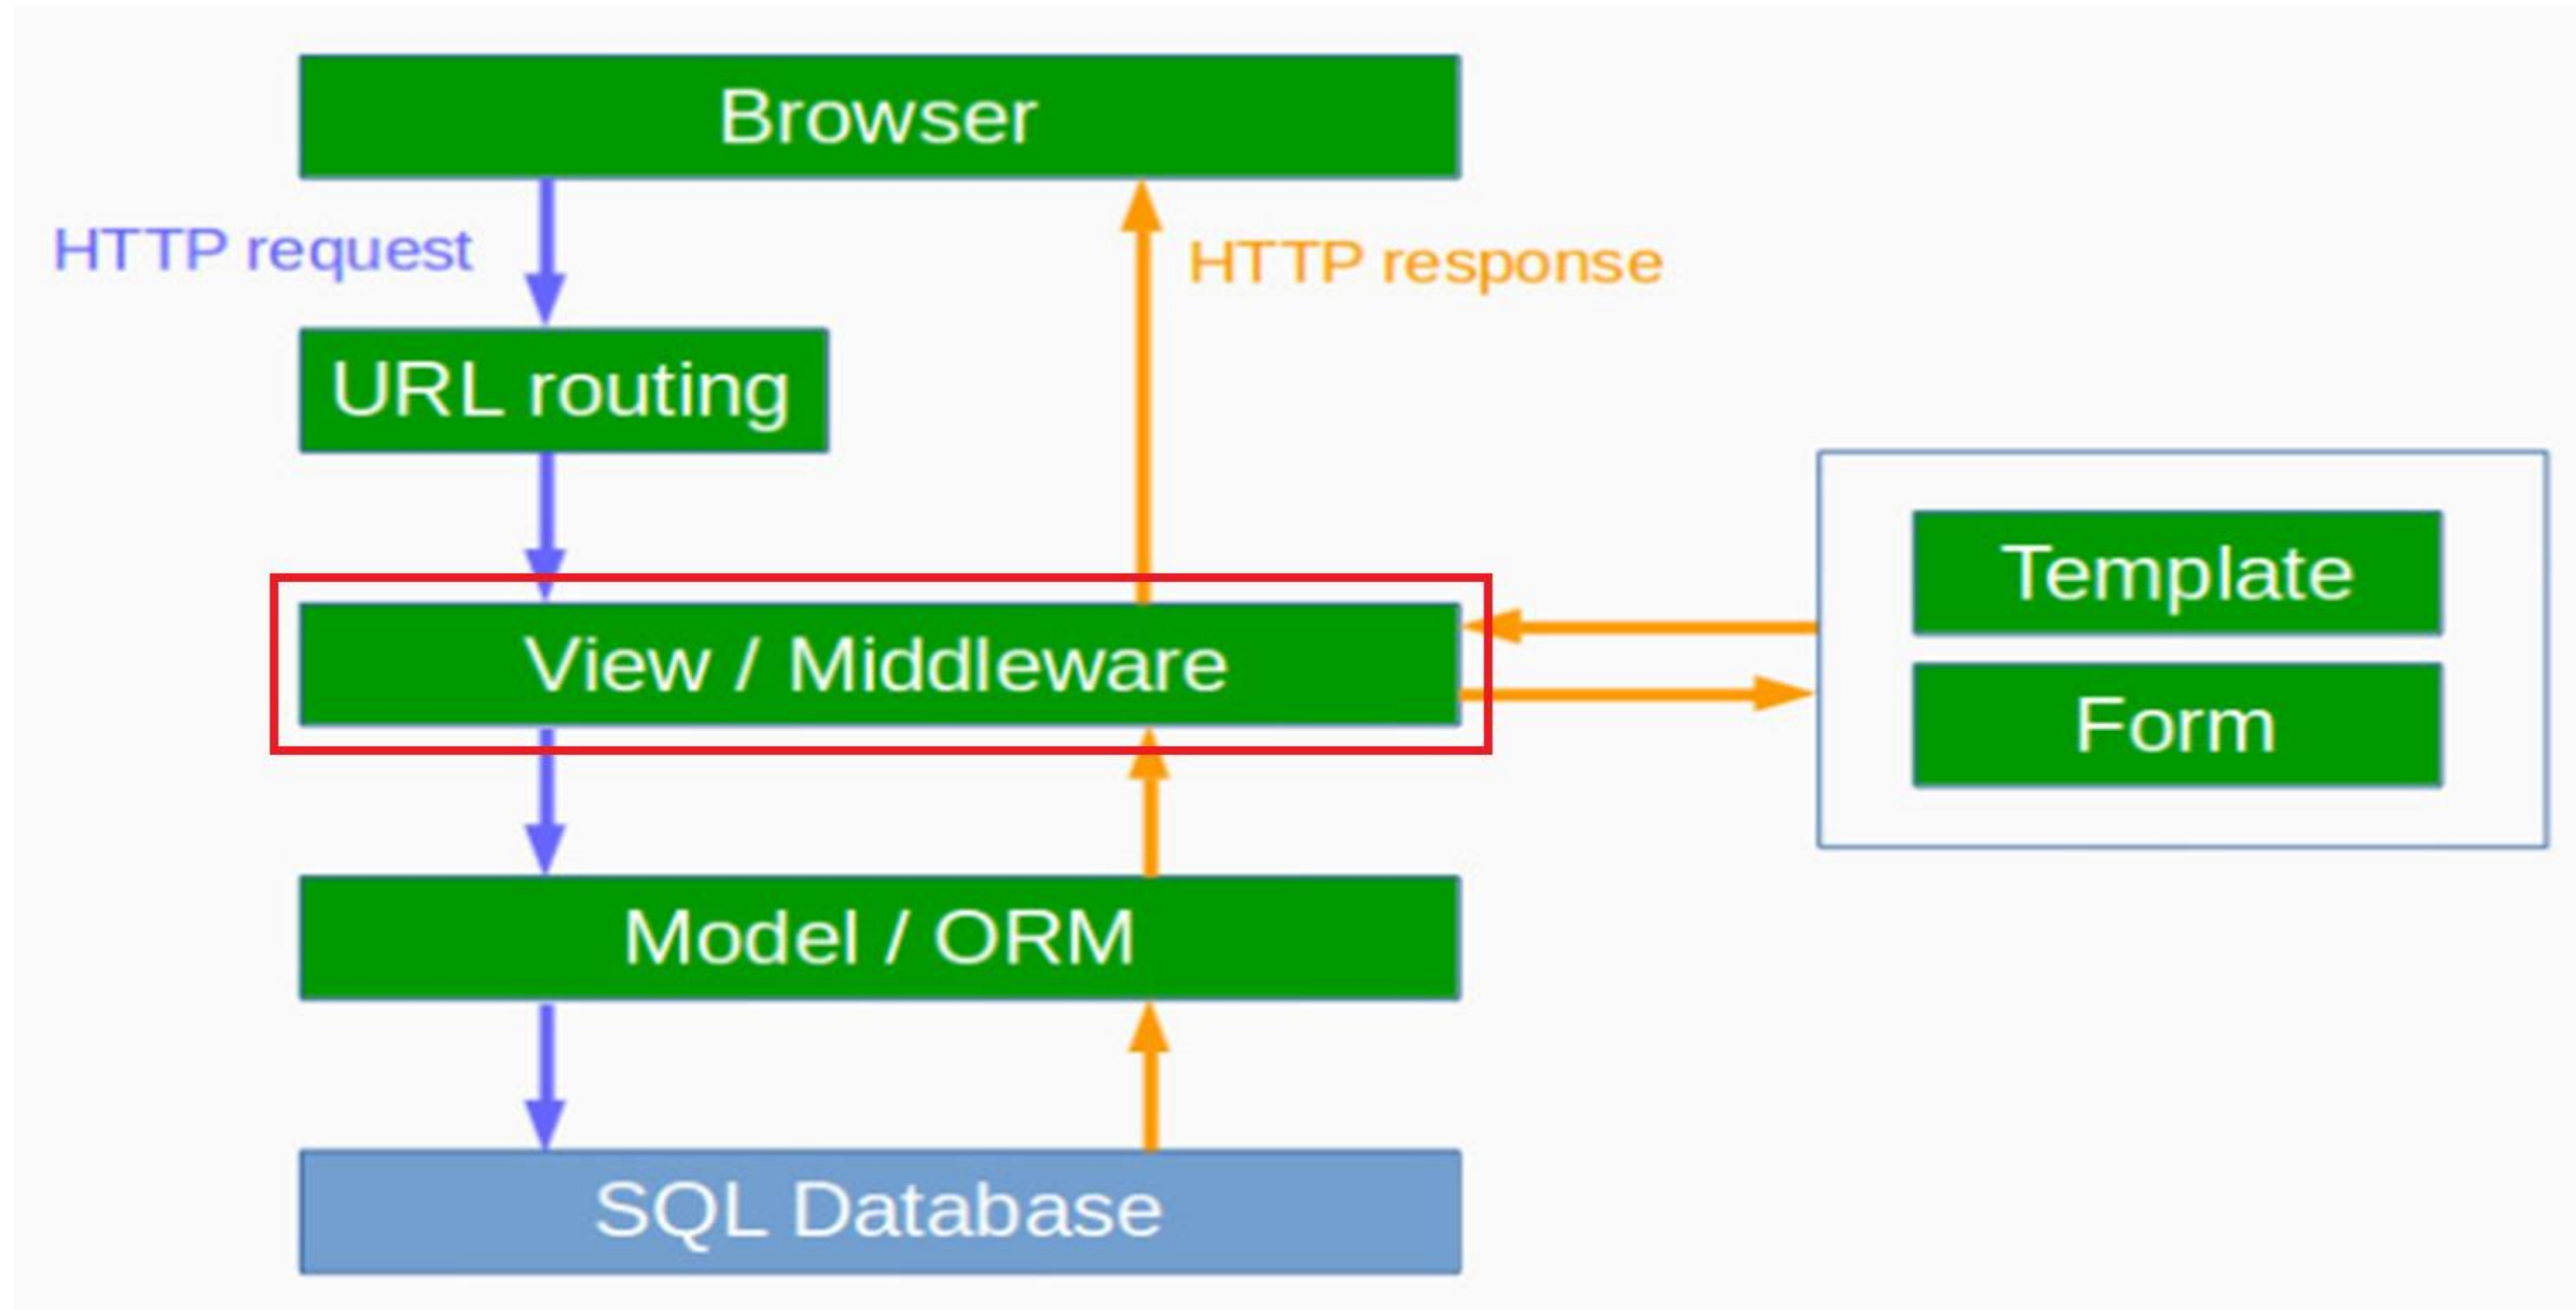 Browser
HTTP request
HTTP response
URL routing
View / Middleware
Template
Form
Model / ORM
SQL Database